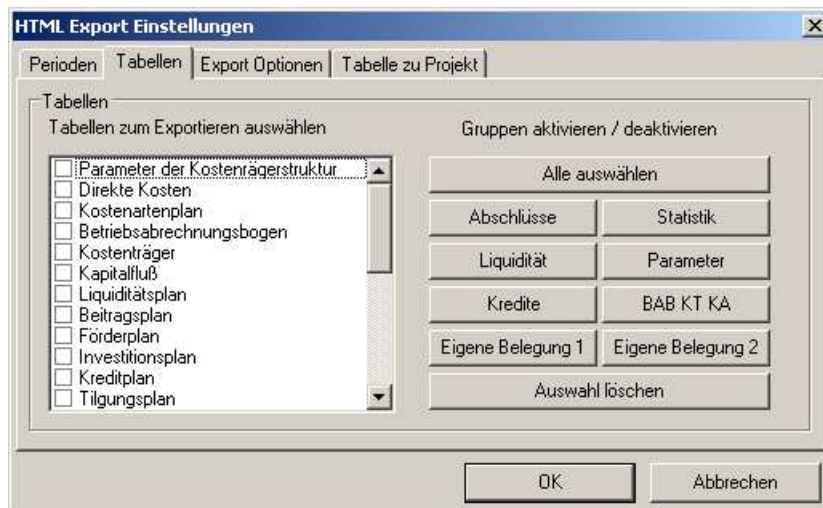 HTML Export Einstellungen
Perioden Tabellen Export Optionen Tabelle zu Projekt
Tabellen
Tabellen zum Exportieren auswählen
Parameter der Kostenrägerstruktur
Direkte Kosten
Kostenartenplan
Betriebsabrechnungsbogen
Kostenträger
Kapitalfluß
Liquiditätsplan
Beitragsplan
Förderplan
Investitionsplan
Kreditplan
Tilgungsplan
Gruppen aktivieren / deaktivieren
Alle auswählen
Abschlüsse Statistik
Liquidität Parameter
Kredite BAB KT KA
Eigene Belegung 1 Eigene Belegung 2
Auswahl löschen
OK Abbrechen